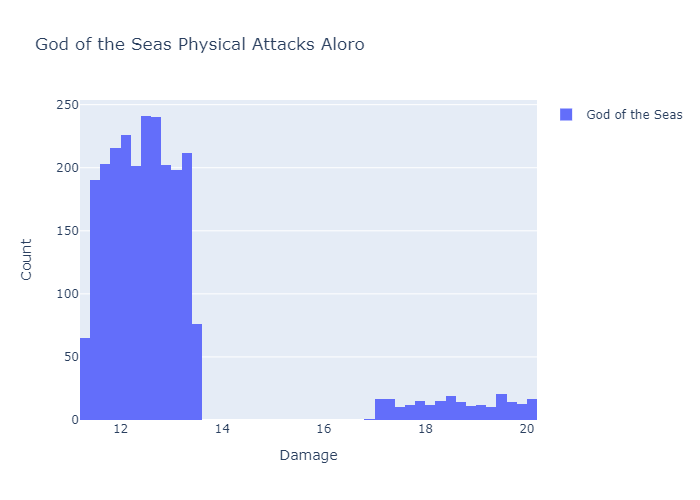 God of the Seas Physical Attacks Aloro
God of the Seas
250
200
150
100
50
0
Count
12 14 16 18 20
Damage